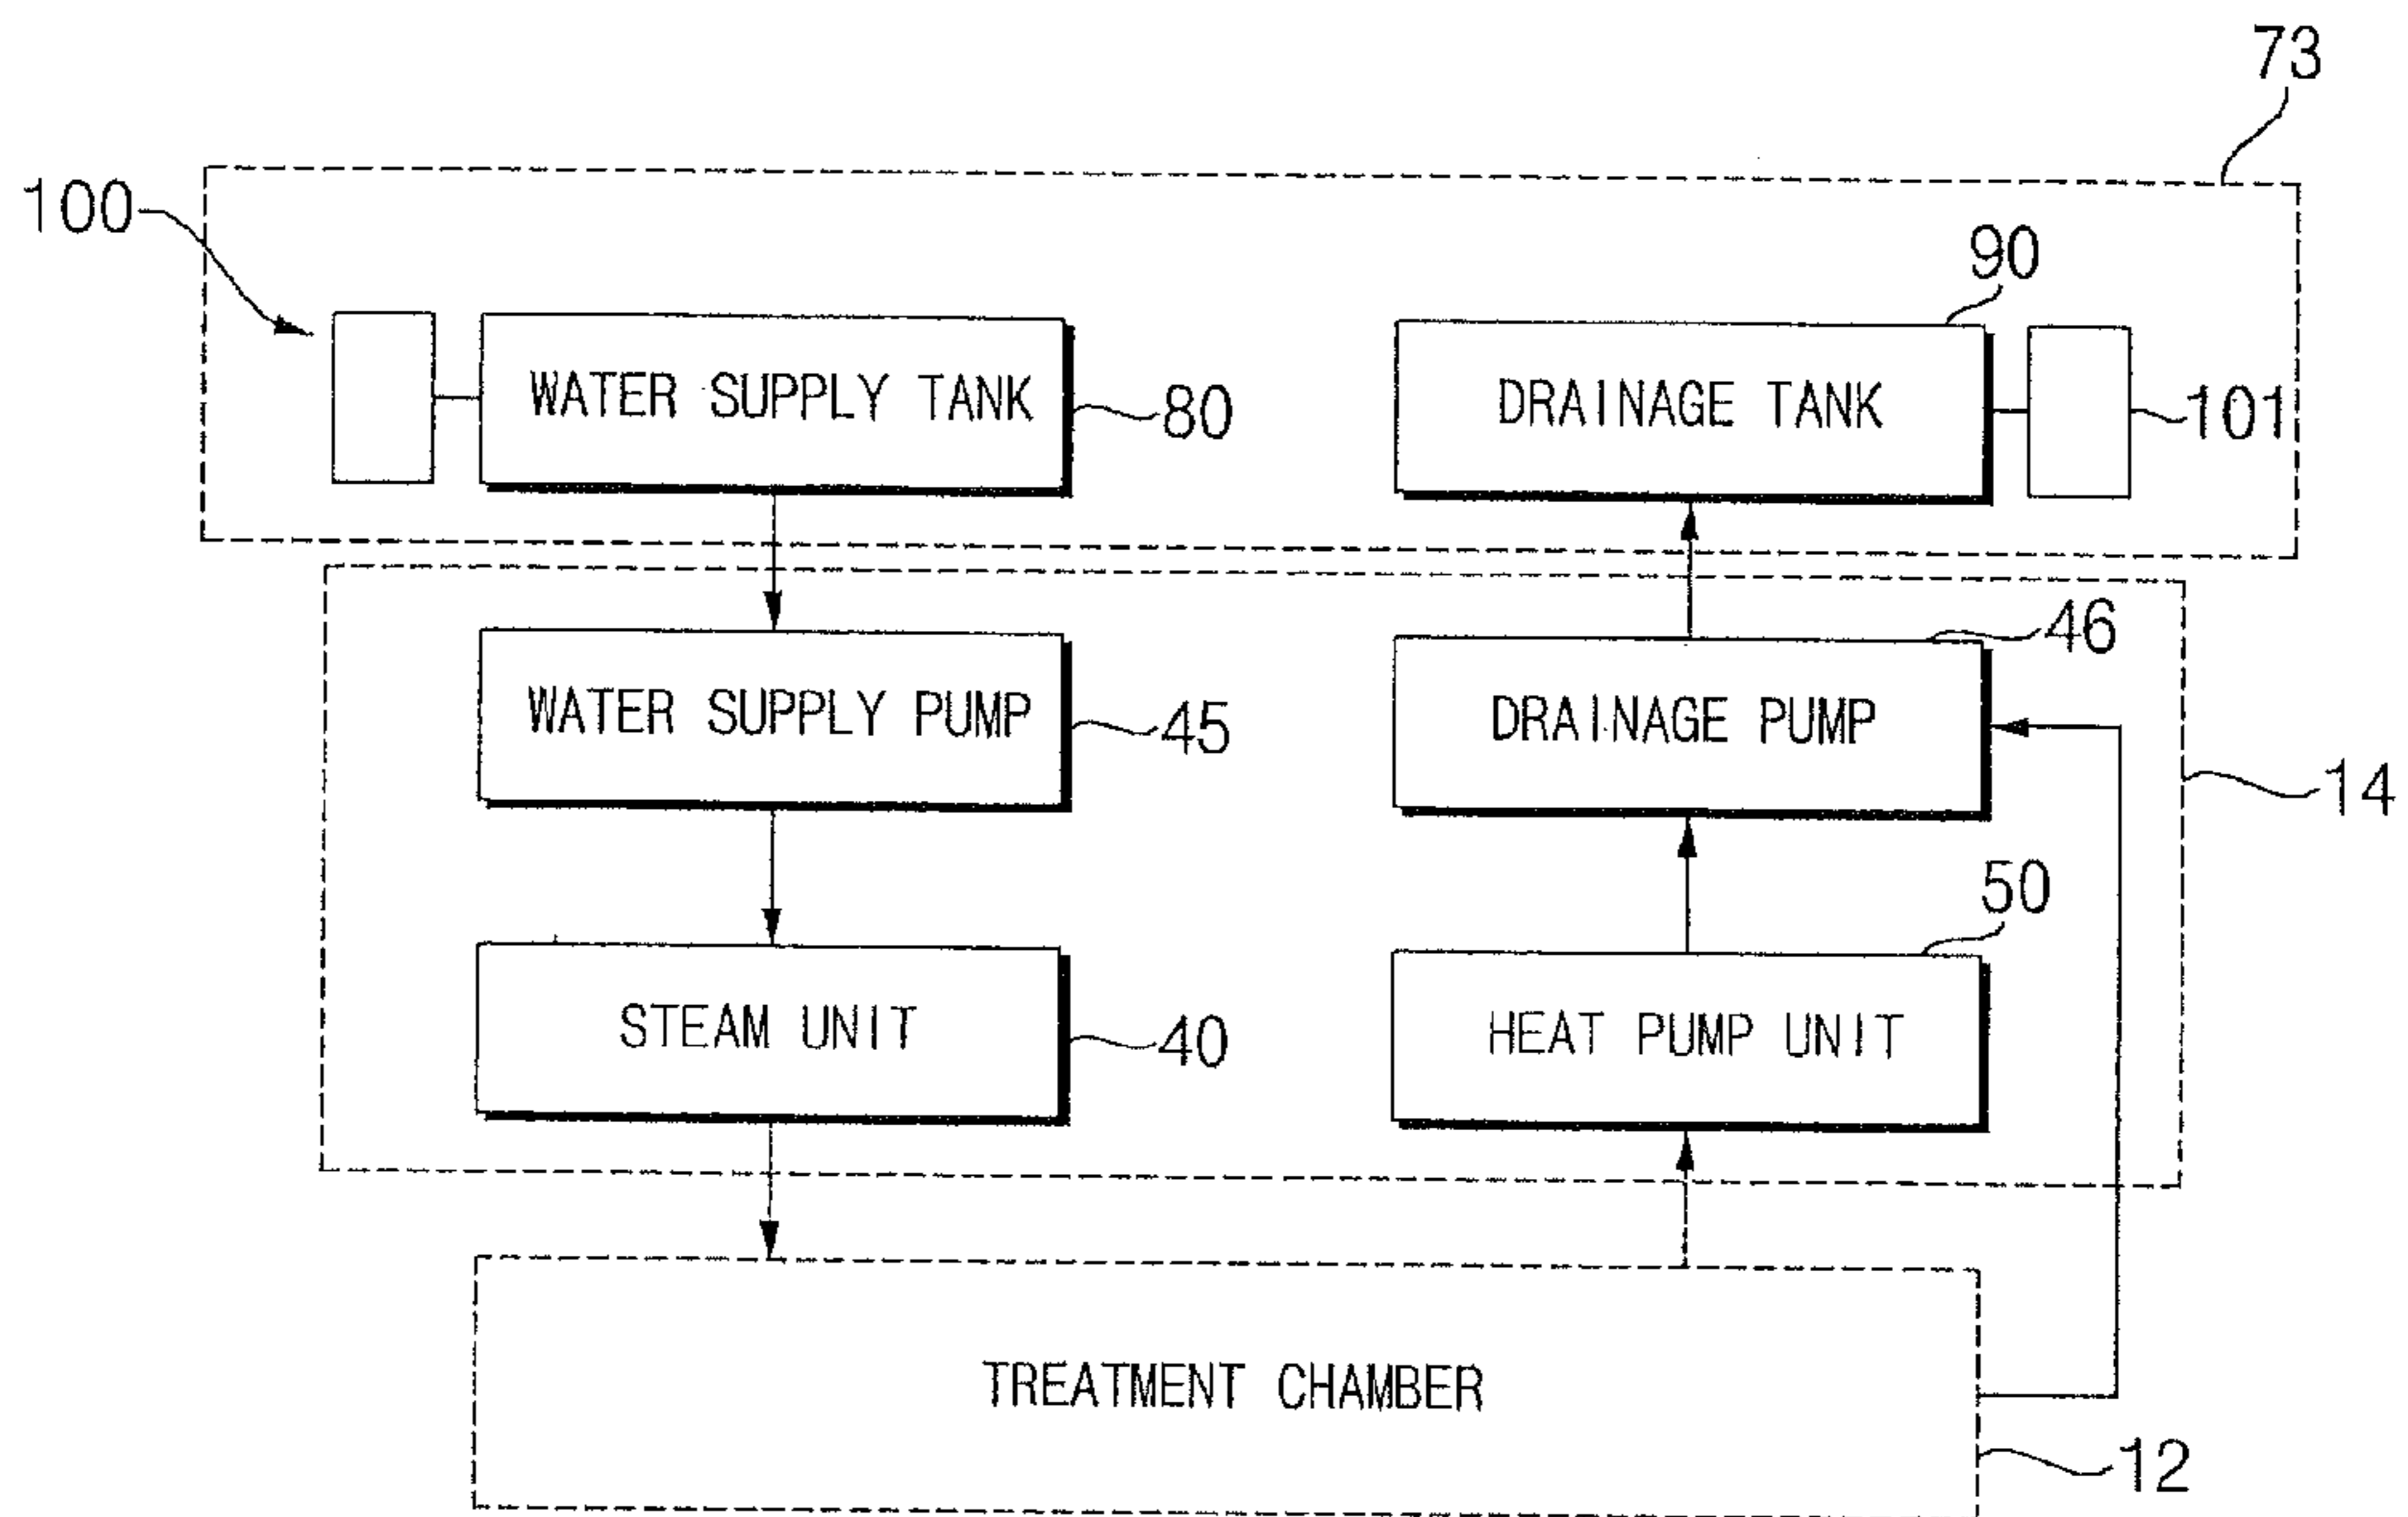 73
100
90
WATER SUPPLY TANK
80
DRAINAGE TANK
101
46
WATER SUPPLY PUMP
45
DRAINAGE PUMP
14
50
STEAM UNIT
40
HEAT PUMP UNIT
TREATMENT CHAMBER
12